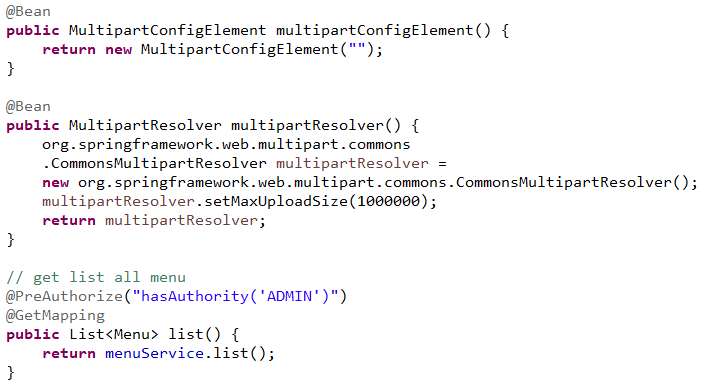 @Bean
public MultipartConfigElement multipartConfigElement() {
    return new MultipartConfigElement("");
}

@Bean
public MultipartResolver multipartResolver() {
    org.springframework.web.multipart.commons
    .CommonsMultipartResolver multipartResolver =
    new org.springframework.web.multipart.commons.CommonsMultipartResolver();
    multipartResolver.setMaxUploadSize(1000000);
    return multipartResolver;
}

// get list all menu
@PreAuthorize("hasAuthority('ADMIN')")
@GetMapping
public List<Menu> list() {
    return menuService.list();
}